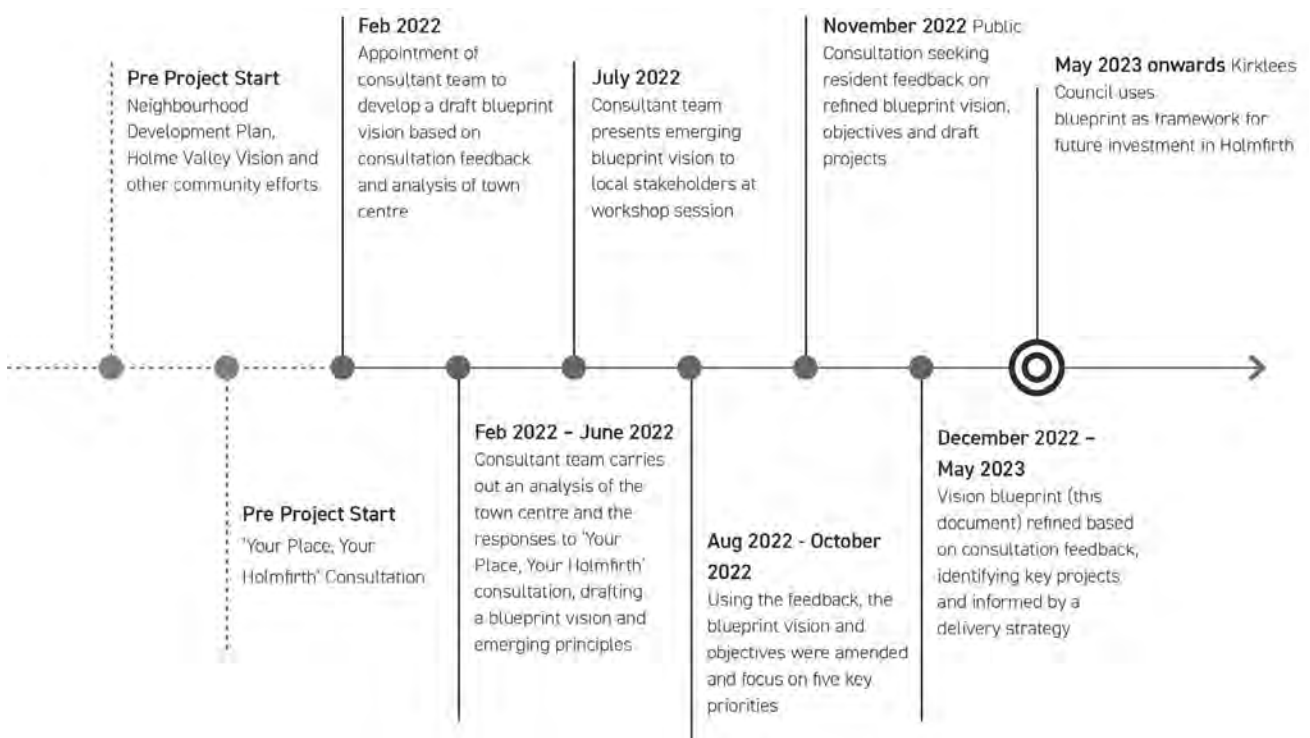 Pre Project Start
Neighbourhood
Development Plan,
Holme Valley Vision and
other community efforts
Pre Project Start
'Your Place, Your
Holmfirth' Consultation
Feb 2022
Appointment of
consultant team to
develop a draft blueprint
vision based on
consultation feedback
and analysis of town
centre
Feb 2022 – June 2022
Consultant team carries
out an analysis of the
town centre and the
responses to 'Your
Place, Your Holmfirth'
consultation, drafting
a blueprint vision and
emerging principles
July 2022
Consultant team
presents emerging
blueprint vision to
local stakeholders at
workshop session
Aug 2022 - October
2022
Using the feedback, the
blueprint vision and
objectives were amended
and focus on five key
priorities
November 2022 Public
Consultation seeking
resident feedback on
refined blueprint vision,
objectives and draft
projects
December 2022 –
May 2023
Vision blueprint (this
document) refined based
on consultation feedback,
identifying key projects
and informed by a
delivery strategy
May 2023 onwards Kirklees
Council uses
blueprint as framework for
future investment in Holmfirth